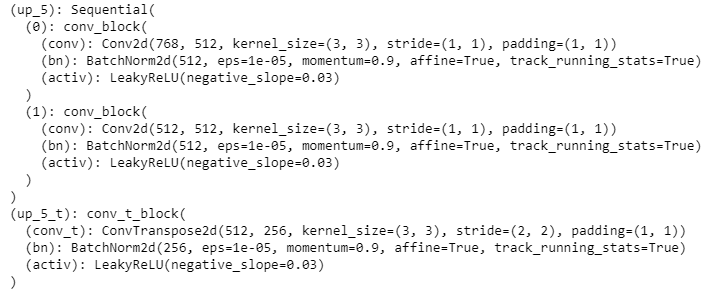 (up_5): Sequential(
  (0): conv_block(
    (conv): Conv2d(768, 512, kernel_size=(3, 3), stride=(1, 1), padding=(1, 1))
    (bn): BatchNorm2d(512, eps=1e-05, momentum=0.9, affine=True, track_running_stats=True)
    (activ): LeakyReLU(negative_slope=0.03)
  )
  (1): conv_block(
    (conv): Conv2d(512, 512, kernel_size=(3, 3), stride=(1, 1), padding=(1, 1))
    (bn): BatchNorm2d(512, eps=1e-05, momentum=0.9, affine=True, track_running_stats=True)
    (activ): LeakyReLU(negative_slope=0.03)
  )
)
(up_5_t): conv_t_block(
  (conv_t): ConvTranspose2d(512, 256, kernel_size=(3, 3), stride=(2, 2), padding=(1, 1))
  (bn): BatchNorm2d(256, eps=1e-05, momentum=0.9, affine=True, track_running_stats=True)
  (activ): LeakyReLU(negative_slope=0.03)
)